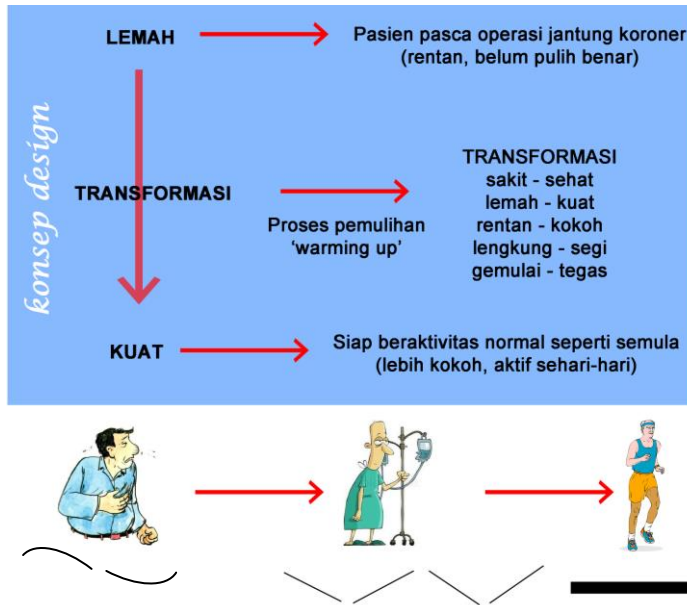 konsep design
LEMAH
Pasien pasca operasi jantung koroner
(rentan, belum pulih benar)
TRANSFORMASI
Proses pemulihan
'warming up'
TRANSFORMASI
sakit - sehat
lemah - kuat
rentan - kokoh
lengkung - segi
gemulai - tegas
KUAT
Siap beraktivitas normal seperti semula
(lebih kokoh, aktif sehari-hari)